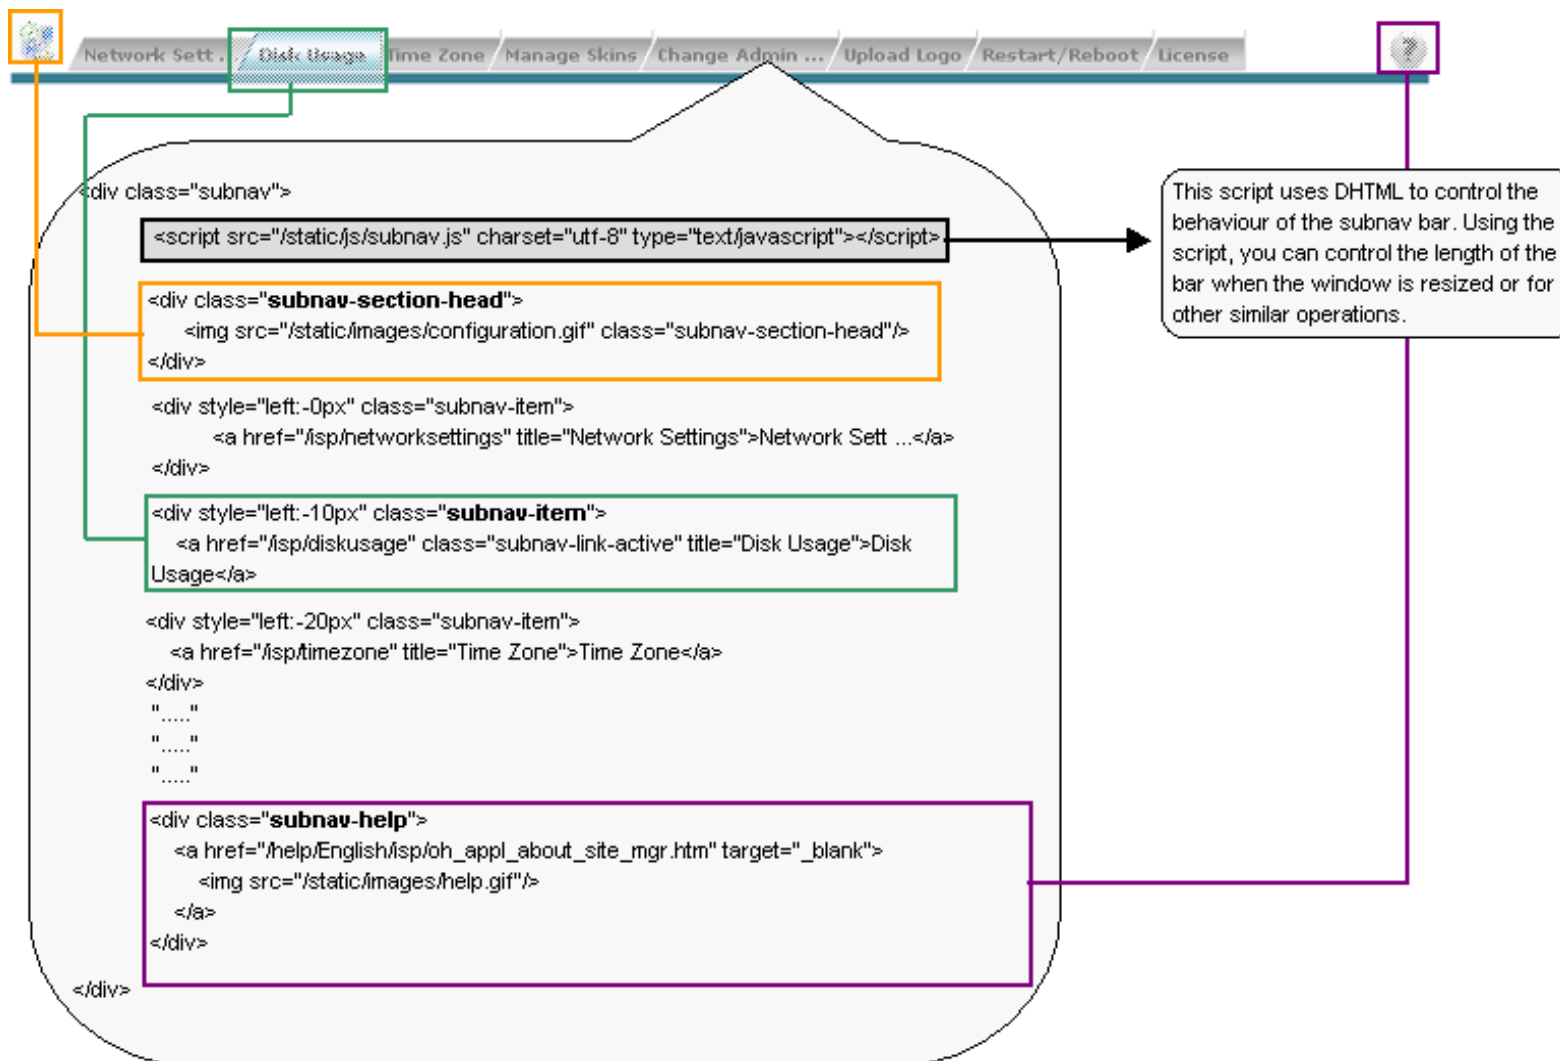 Network Sett ...
Disk Usage
Time Zone
Manage Skins
Change Admin ...
Upload Logo
Restart/Reboot
License
?
<div class="subnav">
<script src="/static/js/subnav.js" charset="utf-8" type="text/javascript"></script>
<div class="subnav-section-head">
<img src="/static/images/configuration.gif" class="subnav-section-head"/>
</div>
<div style="left:-0px" class="subnav-item">
<a href="/isp/networksettings" title="Network Settings">Network Sett ...</a>
</div>
<div style="left:-10px" class="subnav-item">
<a href="/isp/diskusage" class="subnav-link-active" title="Disk Usage">Disk
Usage</a>
<div style="left:-20px" class="subnav-item">
<a href="/isp/timezone" title="Time Zone">Time Zone</a>
</div>
"....."
"....."
"....."
<div class="subnav-help">
<a href="/help/English/isp/oh_appl_about_site_mgr.htm" target="_blank">
<img src="/static/images/help.gif"/>
</a>
</div>
</div>
This script uses DHTML to control the
behaviour of the subnav bar. Using the
script, you can control the length of the
bar when the window is resized or for
other similar operations.